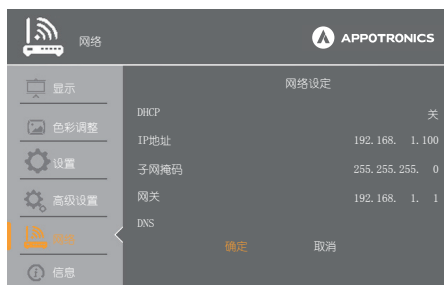 网络
APPOTRONICS
显示
色彩调整
设置
高级设置
网络
信息
网络设定
DHCP 关
IP地址 192.168. 1.100
子网掩码 255.255.255. 0
网关 192.168. 1. 1
DNS
确定 取消